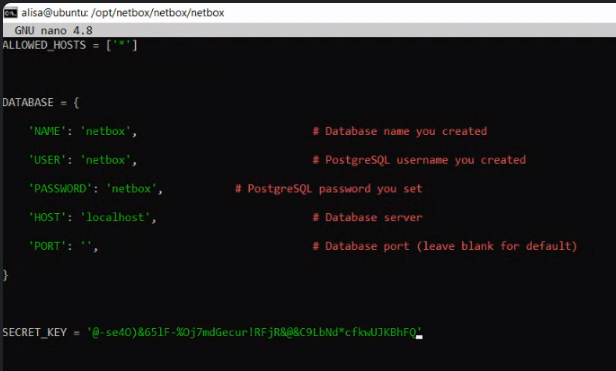 alisa@ubuntu: /opt/netbox/netbox/netbox
GNU nano 4.8
ALLOWED_HOSTS = ['*']
DATABASE = {
'NAME': 'netbox', # Database name you created
'USER': 'netbox', # PostgreSQL username you created
'PASSWORD': 'netbox', # PostgreSQL password you set
'HOST': 'localhost', # Database server
'PORT': '', # Database port (leave blank for default)
}
SECRET_KEY = '@-se4O)&65lF-%Oj7mdGecur!RFjR&@&C9LbNd*cfkwUJKBhFQ'